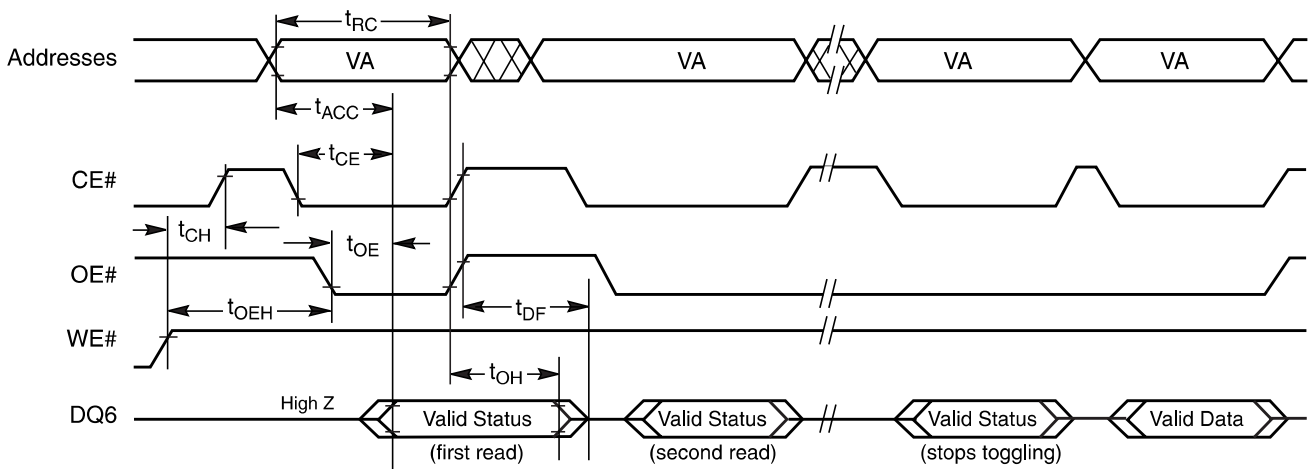 tRC
Addresses VA VA VA VA
tACC
tCE
CE#
tCH tOE
OE#
tOEH tDF
WE#
tOH
DQ6 High Z Valid Status Valid Status Valid Status Valid Data
(first read) (second read) (stops toggling)